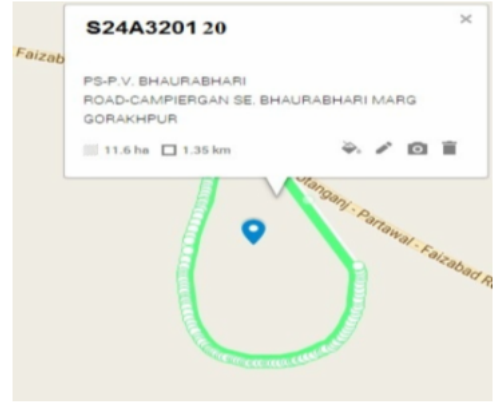 S24A3201 20
Faizab
PS-P.V. BHAURABHARI
ROAD-CAMPIERGAN SE. BHAURABHARI MARG
GORAKHPUR
11.6 ha 1.35 km
otanganj - Partawal - Faizabad R